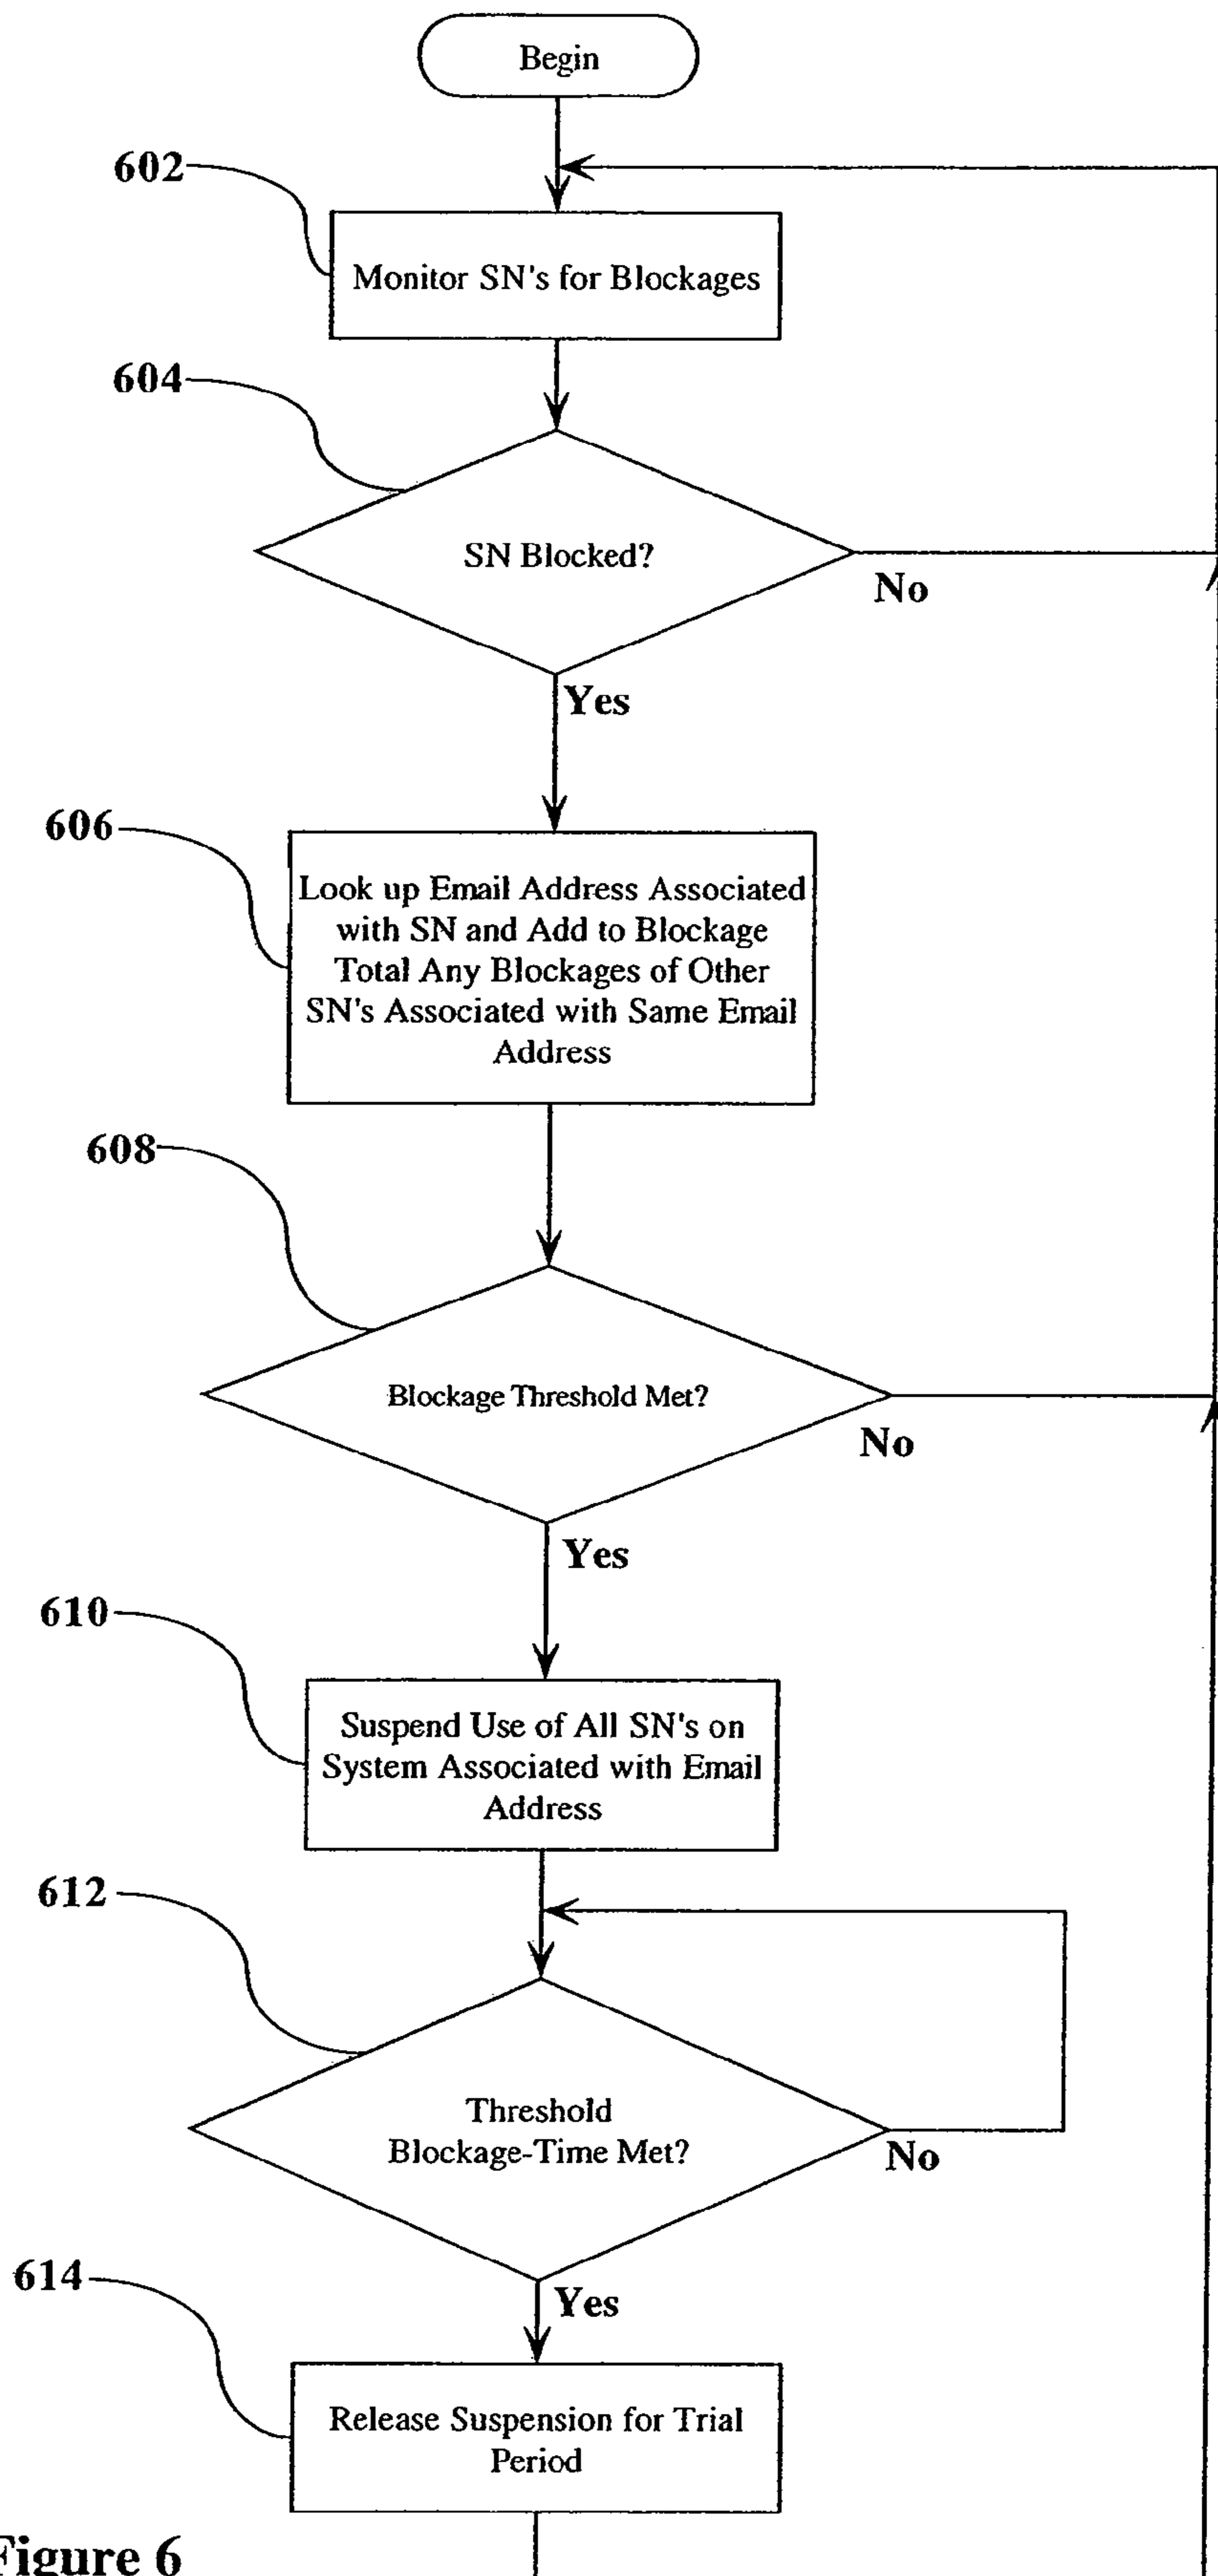 Begin
602
Monitor SN's for Blockages
604
SN Blocked?
No
Yes
606
Look up Email Address Associated
with SN and Add to Blockage
Total Any Blockages of Other
SN's Associated with Same Email
Address
608
Blockage Threshold Met?
No
Yes
610
Suspend Use of All SN's on
System Associated with Email
Address
612
Threshold
Blockage-Time Met?
No
Yes
614
Release Suspension for Trial
Period
Figure 6